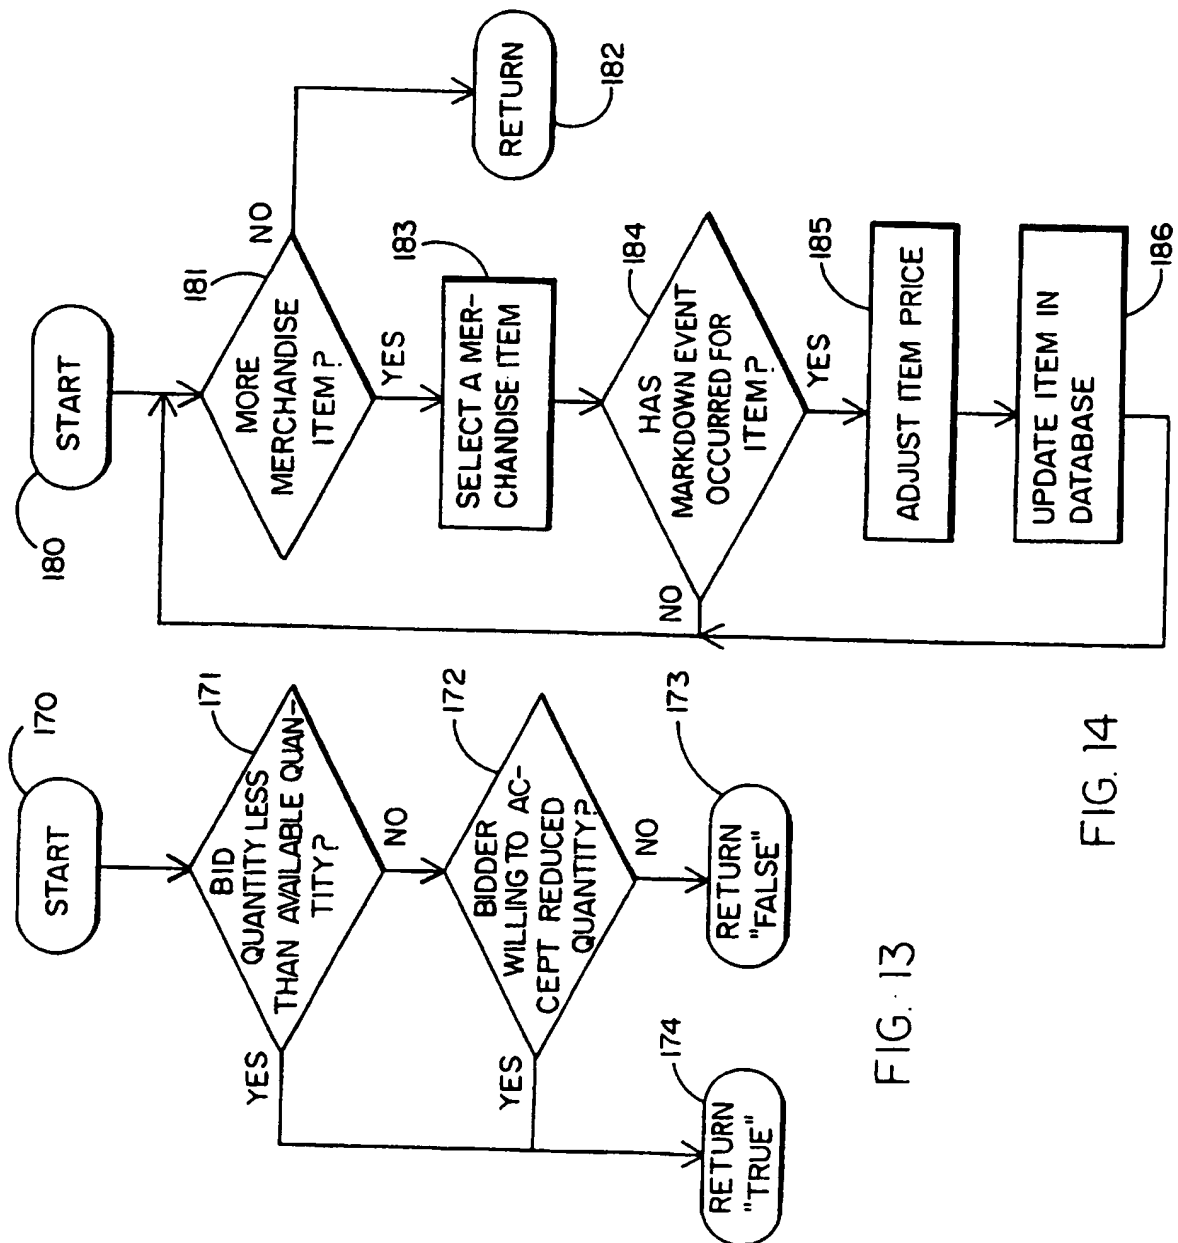 START
170
BID
QUANTITY LESS
THAN AVAILABLE QUAN-
TITY?
171
YES
NO
BIDDER
WILLING TO AC-
CEPT REDUCED
QUANTITY?
172
YES
NO
RETURN
"FALSE"
173
RETURN
"TRUE"
174
FIG. 13
START
180
MORE
MERCHANDISE
ITEM?
181
NO
RETURN
182
YES
SELECT A MER-
CHANDISE ITEM
183
HAS
MARKDOWN EVENT
OCCURRED FOR
ITEM?
184
NO
YES
ADJUST ITEM PRICE
185
UPDATE ITEM IN
DATABASE
186
FIG. 14